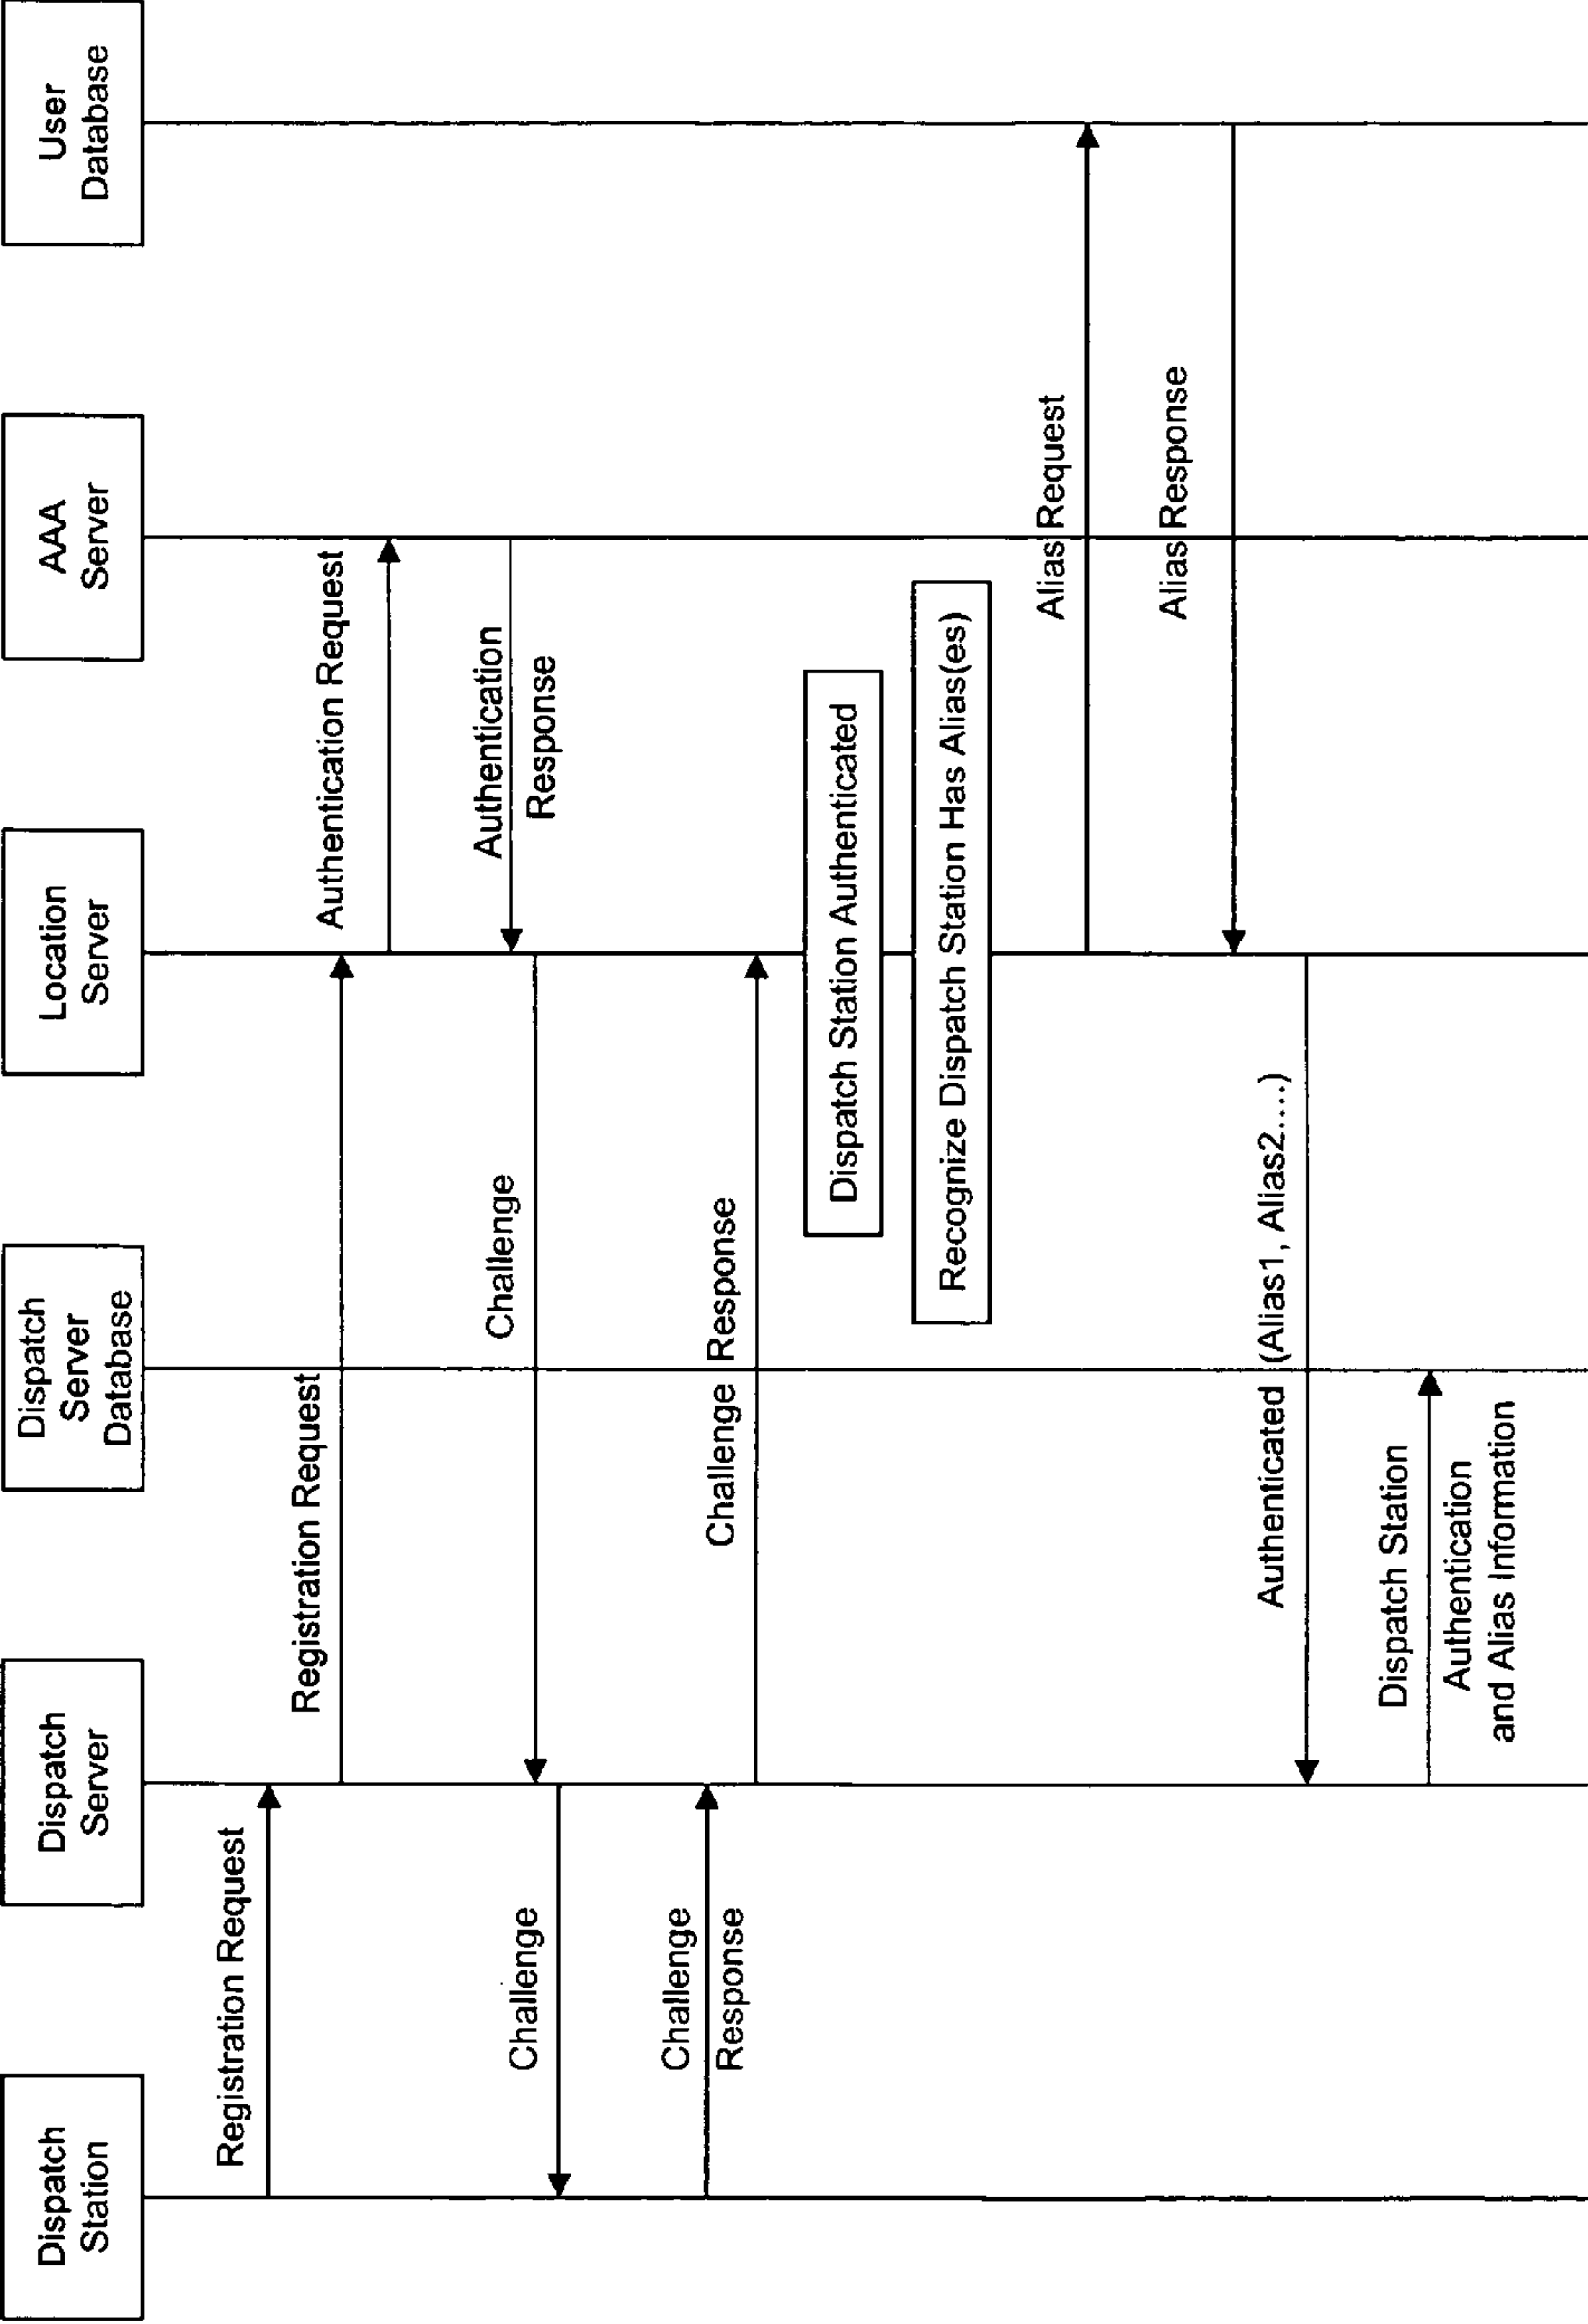 Dispatch
Station
Dispatch
Server
Dispatch
Server
Database
Location
Server
AAA
Server
User
Database
Registration Request
Registration Request
Authentication Request
Authentication
Response
Challenge
Challenge
Challenge
Response
Challenge Response
Dispatch Station Authenticated
Recognize Dispatch Station Has Alias(es)
Alias Request
Alias Response
Authenticated (Alias1, Alias2....)
Dispatch Station
Authentication
and Alias Information